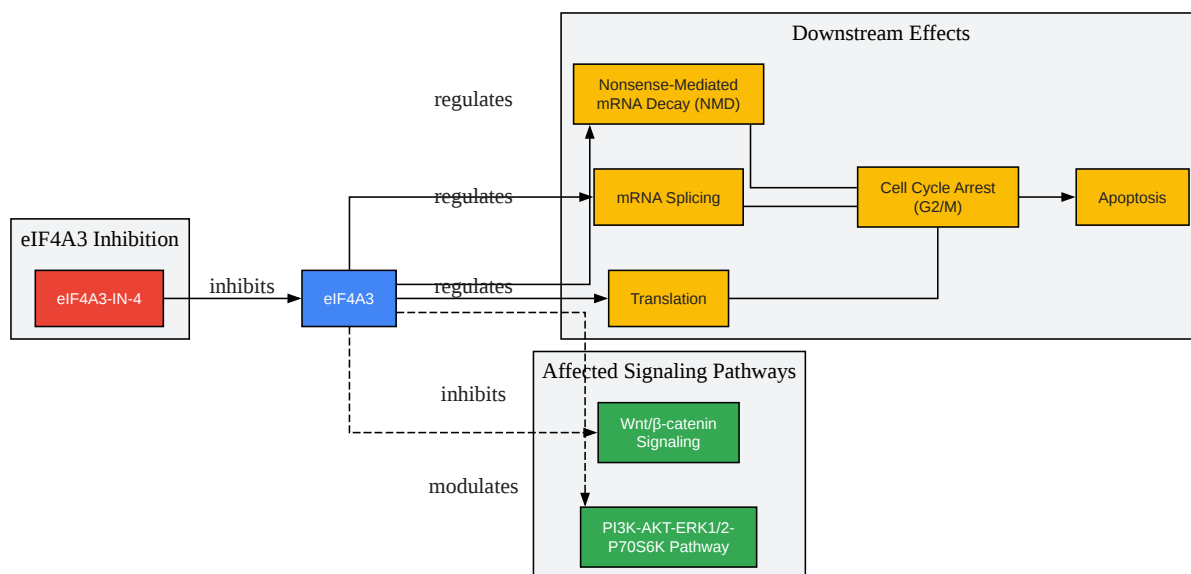 Downstream Effects
Nonsense-Mediated
mRNA Decay (NMD)
regulates
mRNA Splicing
regulates
Cell Cycle Arrest
(G2/M)
Apoptosis
eIF4A3 Inhibition
eIF4A3-IN-4
inhibits
eIF4A3
regulates
Translation
Affected Signaling Pathways
inhibits
Wnt/β-catenin
Signaling
modulates
PI3K-AKT-ERK1/2-
P70S6K Pathway